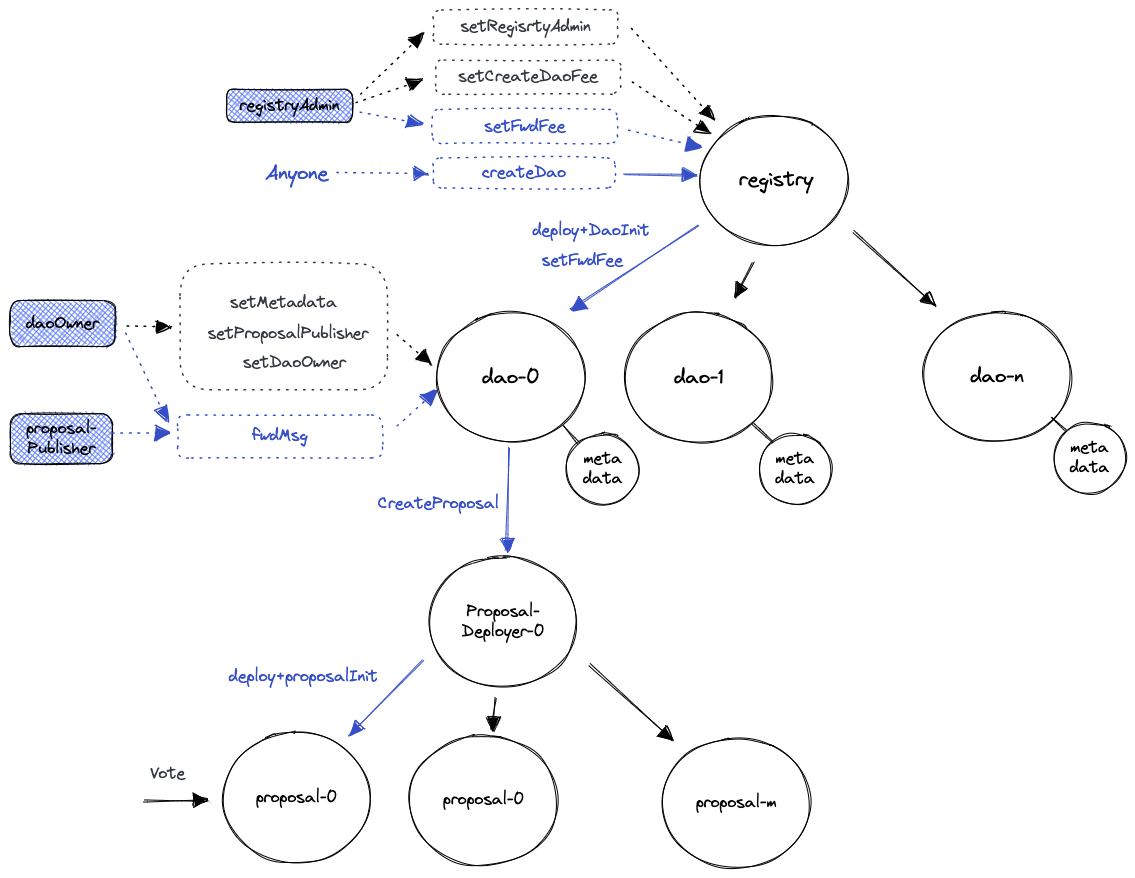 setRegisrtyAdmin
setCreateDaoFee
registryAdmin
setFwdFee
Anyone
createDao
registry
deploy+DaoInit
setFwdFee
daoOwner
setMetadata
setProposalPublisher
setDaoOwner
dao-0
dao-1
dao-n
proposal-
Publisher
fwdMsg
meta
data
meta
data
meta
data
CreateProposal
Proposal-
Deployer-0
deploy+proposalInit
Vote
proposal-0
proposal-0
proposal-m